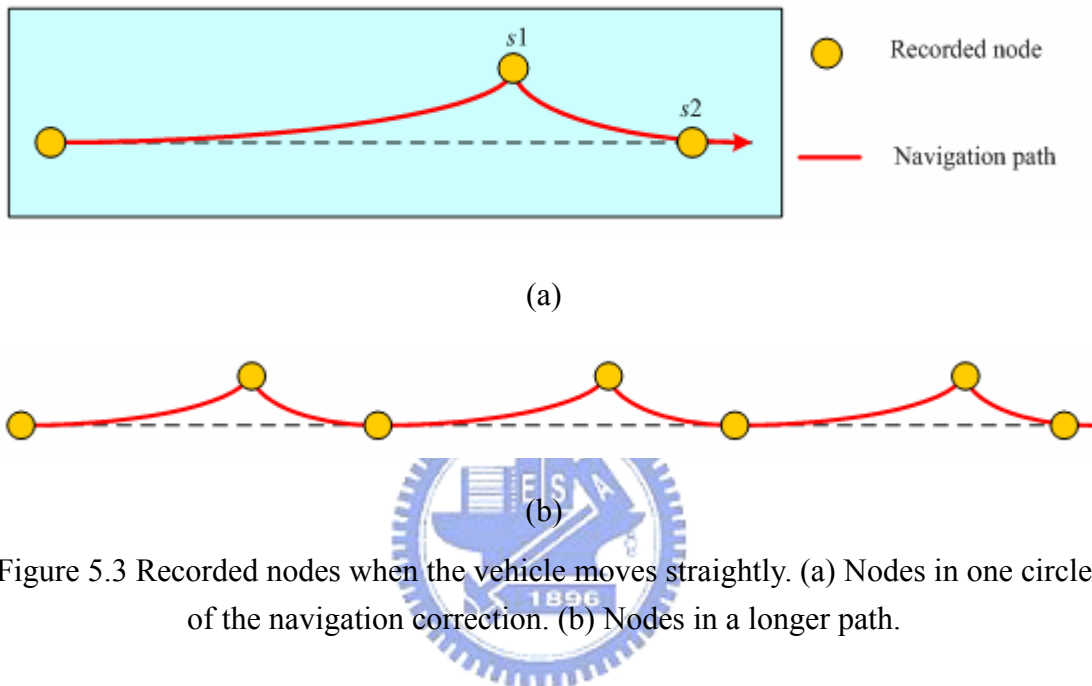 s1
Recorded node
s2
Navigation path
(a)
(b)
E S A
Figure 5.3 Recorded nodes when the vehicle moves straightly. (a) Nodes in one circle
of the navigation correction. (b) Nodes in a longer path.
1896